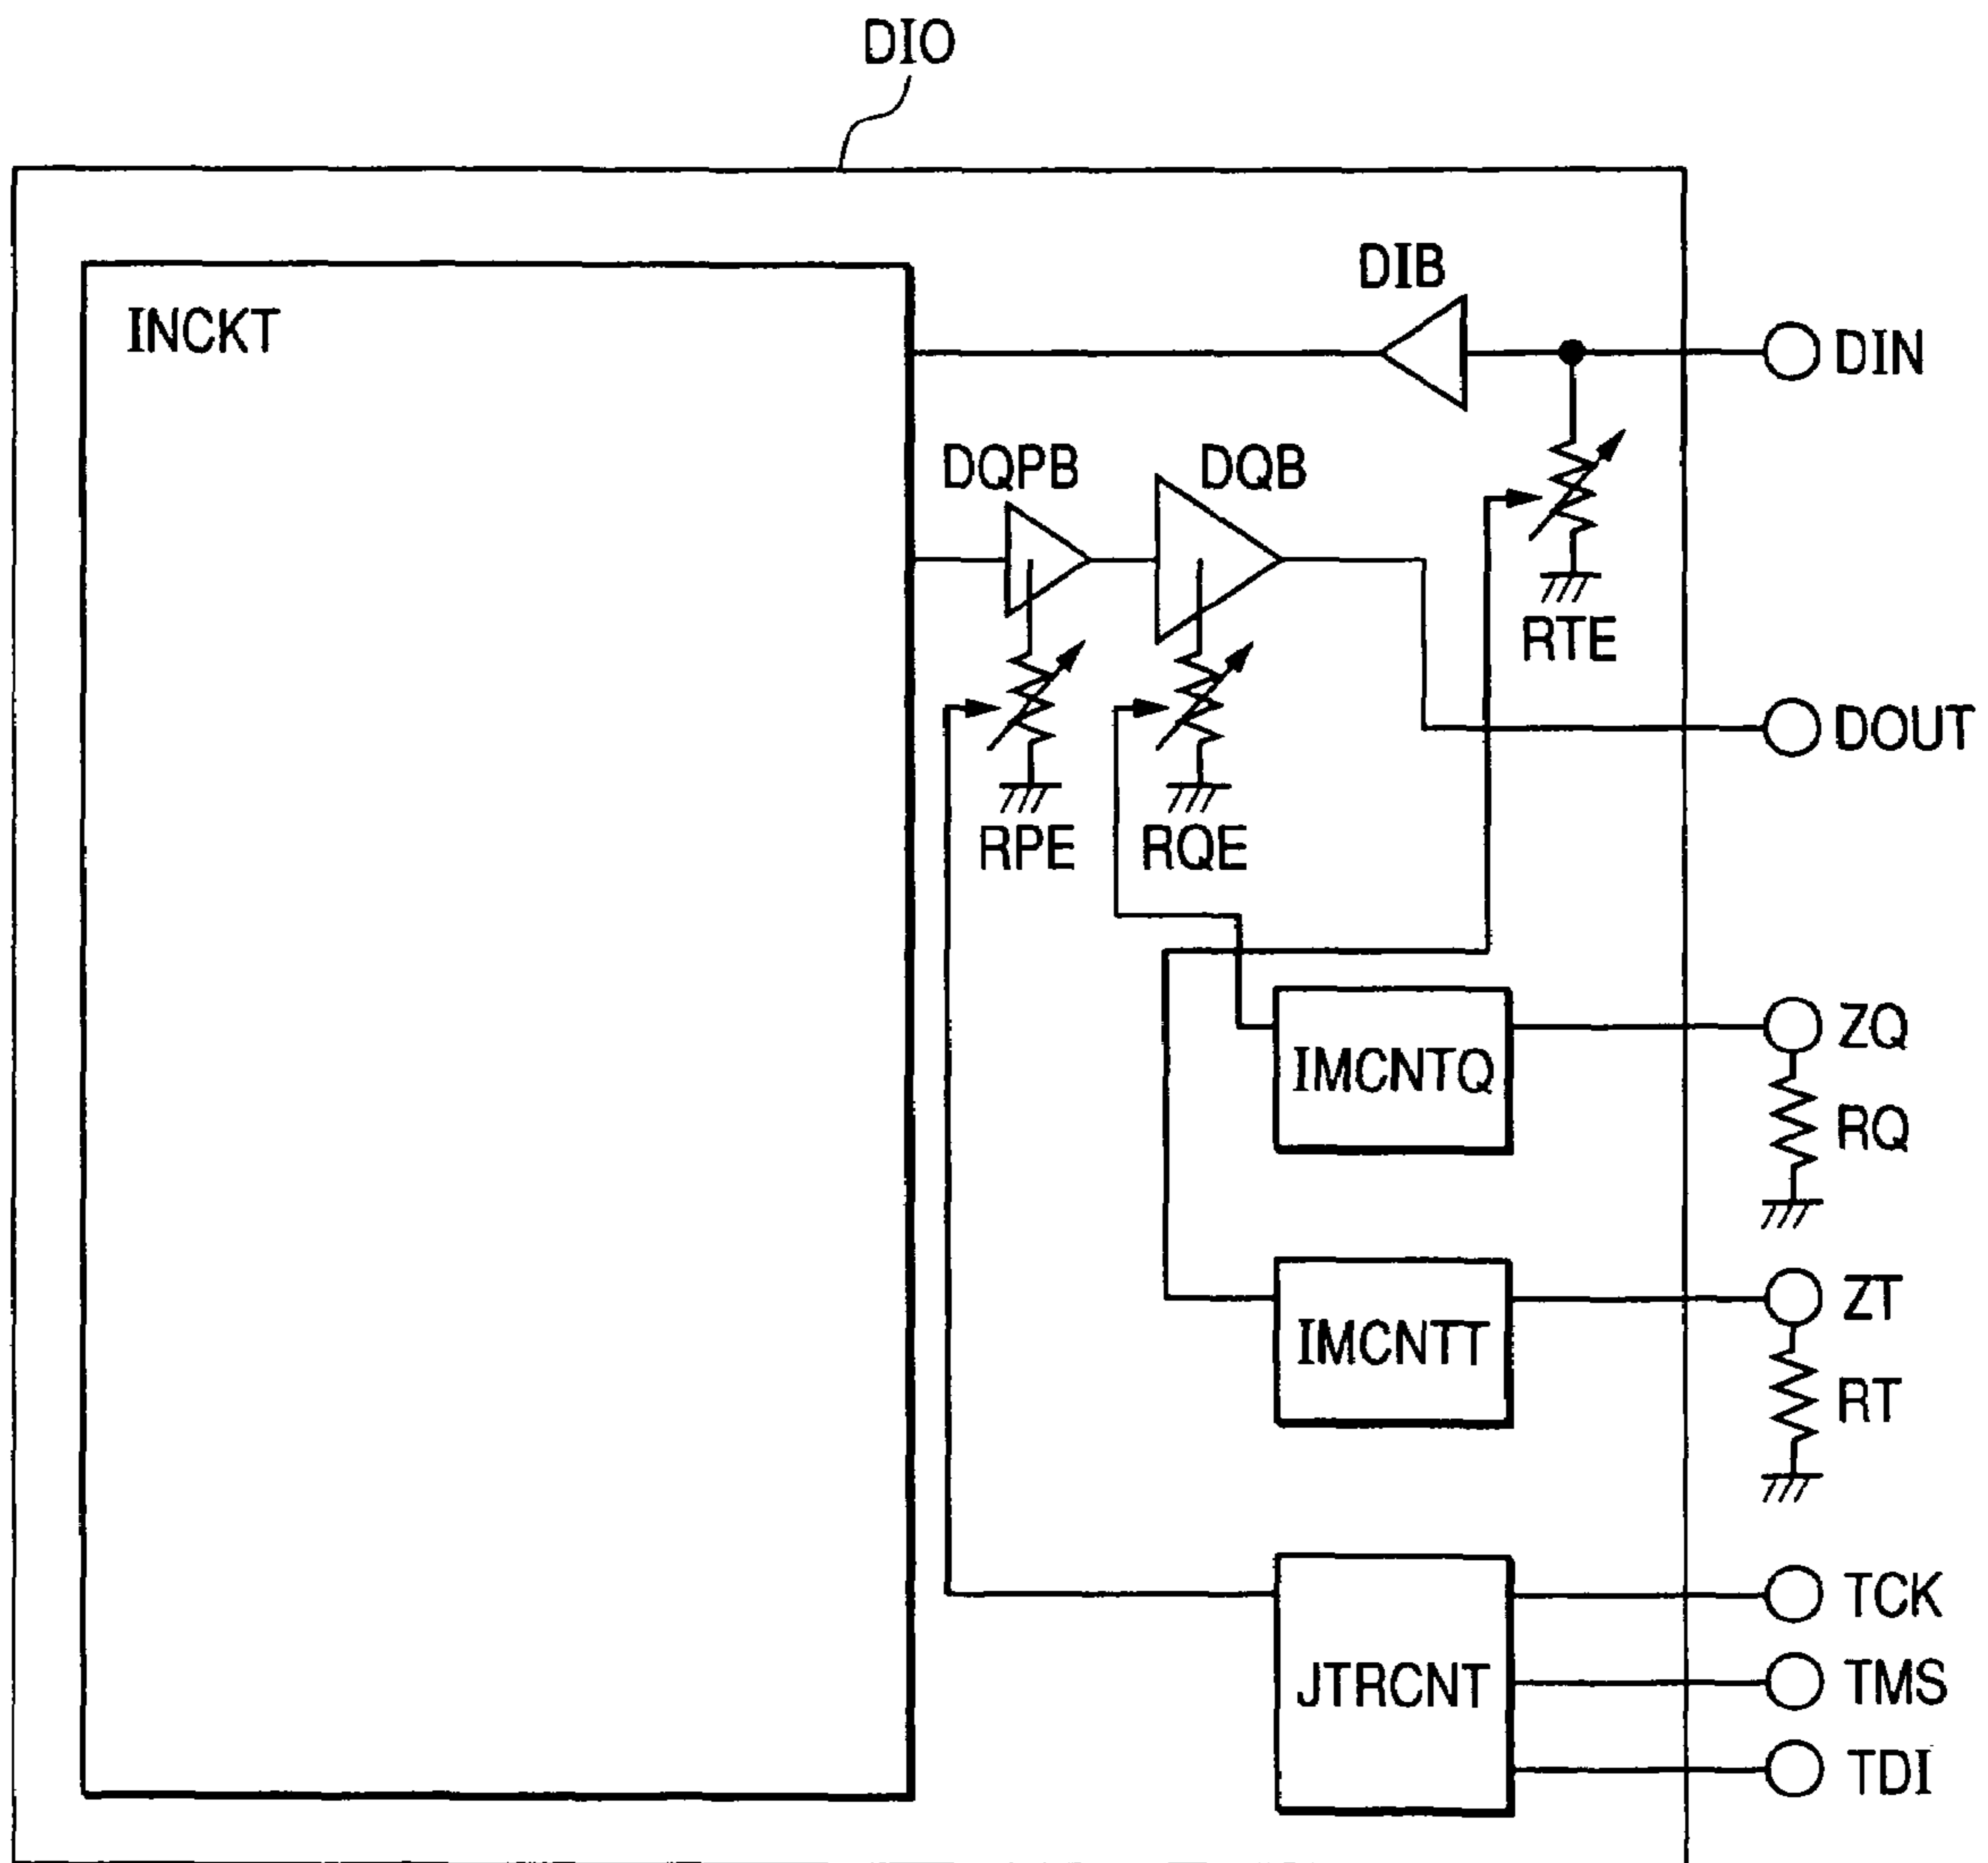 DIO
INCKT
DIB
DIN
DQPB
DQB
RTE
DOUT
RPE
RQE
IMCNTQ
ZQ
RQ
IMCNTT
ZT
RT
JTRCNT
TCK
TMS
TDI